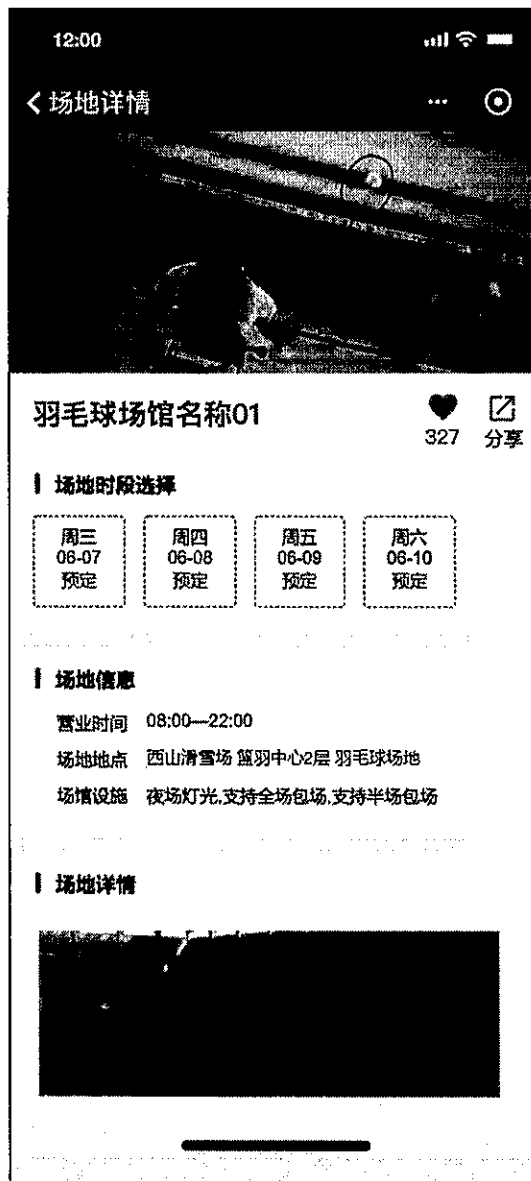 12:00
场地详情
羽毛球场馆名称01
327
分享
场地时段选择
周三 周四 周五 周六
06-07 06-08 06-09 06-10
预定 预定 预定 预定
场地信息
营业时间 08:00—22:00
场地地点 西山滑雪场 篮羽中心2层 羽毛球场地
场馆设施 夜场灯光,支持全场包场,支持半场包场
场地详情